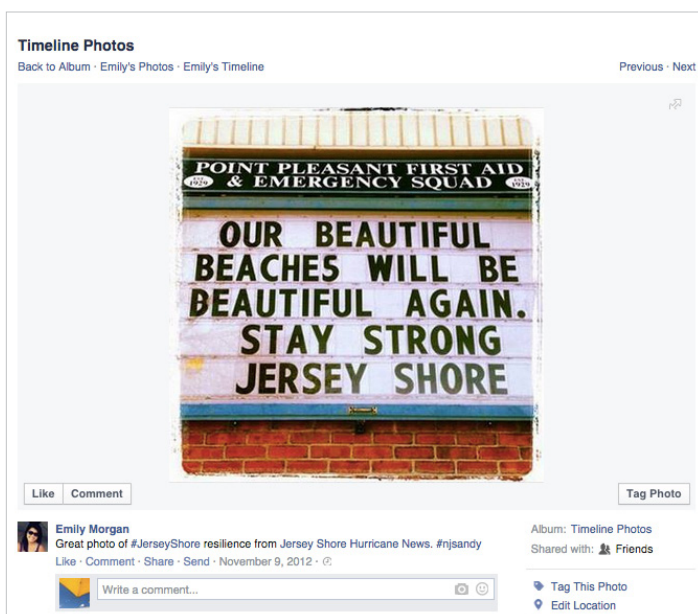 Timeline Photos
Back to Album · Emily's Photos · Emily's Timeline
Previous · Next
POINT PLEASANT FIRST AID
EST 1929 & EMERGENCY SQUAD EST 1929
OUR BEAUTIFUL
BEACHES WILL BE
BEAUTIFUL AGAIN.
STAY STRONG
JERSEY SHORE
Like Comment
Tag Photo
Emily Morgan
Great photo of #JerseyShore resilience from Jersey Shore Hurricane News. #njsandy
Like · Comment · Share · Send · November 9, 2012 ·
Write a comment...
Album: Timeline Photos
Shared with: Friends
Tag This Photo
Edit Location